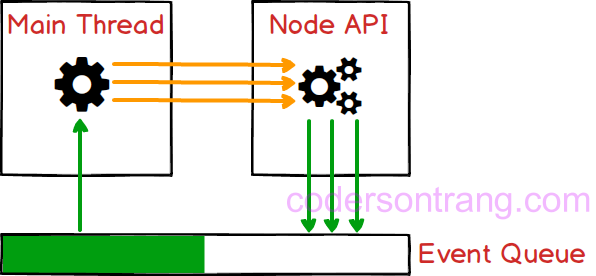 Main Thread
Node API
codersontrang.com
Event Queue